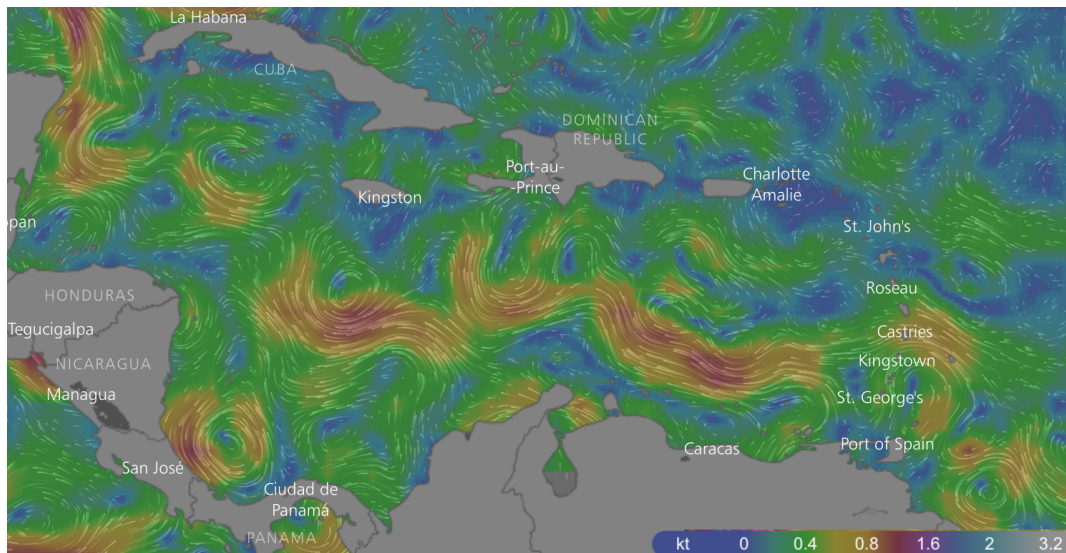 La Habana
CUBA
DOMINICAN
REPUBLIC
Port-au-
-Prince
Charlotte
Amalie
Kingston
opan
St. John's
HONDURAS
Roseau
Tegucigalpa
Castries
NICARAGUA
Kingstown
Managua
St. George's
Port of Spain
Caracas
San José
Ciudad de
Panamá
PANAMA
kt 0 0.4 0.8 1.6 2 3.2